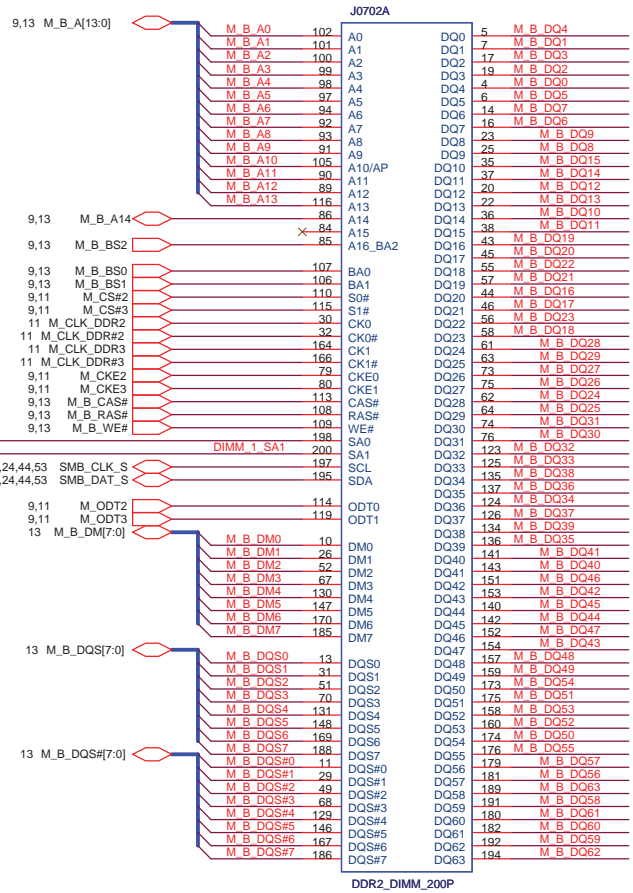 J0702A
9,13 M_B_A[13:0]
M_B_A0 102 A0
M_B_A1 101 A1
M_B_A2 100 A2
M_B_A3 99 A3
M_B_A4 98 A4
M_B_A5 97 A5
M_B_A6 94 A6
M_B_A7 92 A7
M_B_A8 93 A8
M_B_A9 91 A9
M_B_A10 105 A10/AP
M_B_A11 90 A11
M_B_A12 89 A12
M_B_A13 116 A13
9,13 M_B_A14 86 A14
84 A15
9,13 M_B_BS2 85 A16_BA2
9,13 M_B_BS0 107 BA0
9,13 M_B_BS1 106 BA1
9,11 M_CS#2 110 S0#
9,11 M_CS#3 115 S1#
11 M_CLK_DDR2 30 CK0
11 M_CLK_DDR#2 32 CK0#
11 M_CLK_DDR3 164 CK1
11 M_CLK_DDR#3 166 CK1#
9,11 M_CKE2 79 CKE0
9,11 M_CKE3 80 CKE1
9,13 M_B_CAS# 113 CAS#
9,13 M_B_RAS# 108 RAS#
9,13 M_B_WE# 109 WE#
198 SA0
DIMM_1_SA1 200 SA1
,24,44,53 SMB_CLK_S 197 SCL
,24,44,53 SMB_DAT_S 195 SDA
9,11 M_ODT2 114 ODT0
9,11 M_ODT3 119 ODT1
13 M_B_DM[7:0]
M_B_DM0 10 DM0
M_B_DM1 26 DM1
M_B_DM2 52 DM2
M_B_DM3 67 DM3
M_B_DM4 130 DM4
M_B_DM5 147 DM5
M_B_DM6 170 DM6
M_B_DM7 185 DM7
13 M_B_DQS[7:0]
M_B_DQS0 13 DQS0
M_B_DQS1 31 DQS1
M_B_DQS2 51 DQS2
M_B_DQS3 70 DQS3
M_B_DQS4 131 DQS4
M_B_DQS5 148 DQS5
M_B_DQS6 169 DQS6
M_B_DQS7 188 DQS7
13 M_B_DQS#[7:0]
M_B_DQS#0 11 DQS#0
M_B_DQS#1 29 DQS#1
M_B_DQS#2 49 DQS#2
M_B_DQS#3 68 DQS#3
M_B_DQS#4 129 DQS#4
M_B_DQS#5 146 DQS#5
M_B_DQS#6 167 DQS#6
M_B_DQS#7 186 DQS#7
DQ0 5 M_B_DQ4
DQ1 7 M_B_DQ1
DQ2 17 M_B_DQ3
DQ3 19 M_B_DQ2
DQ4 4 M_B_DQ0
DQ5 6 M_B_DQ5
DQ6 14 M_B_DQ7
DQ7 16 M_B_DQ6
DQ8 23 M_B_DQ9
DQ9 25 M_B_DQ8
DQ10 35 M_B_DQ15
DQ11 37 M_B_DQ14
DQ12 20 M_B_DQ12
DQ13 22 M_B_DQ13
DQ14 36 M_B_DQ10
DQ15 38 M_B_DQ11
DQ16 43 M_B_DQ19
DQ17 45 M_B_DQ20
DQ18 55 M_B_DQ22
DQ19 57 M_B_DQ21
DQ20 44 M_B_DQ16
DQ21 46 M_B_DQ17
DQ22 56 M_B_DQ23
DQ23 58 M_B_DQ18
DQ24 61 M_B_DQ28
DQ25 63 M_B_DQ29
DQ26 73 M_B_DQ27
DQ27 75 M_B_DQ26
DQ28 62 M_B_DQ24
DQ29 64 M_B_DQ25
DQ30 74 M_B_DQ31
DQ31 76 M_B_DQ30
DQ32 123 M_B_DQ32
DQ33 125 M_B_DQ33
DQ34 135 M_B_DQ38
DQ35 137 M_B_DQ36
DQ36 124 M_B_DQ34
DQ37 126 M_B_DQ37
DQ38 134 M_B_DQ39
DQ39 136 M_B_DQ35
DQ40 141 M_B_DQ41
DQ41 143 M_B_DQ40
DQ42 151 M_B_DQ46
DQ43 153 M_B_DQ42
DQ44 140 M_B_DQ45
DQ45 142 M_B_DQ44
DQ46 152 M_B_DQ47
DQ47 154 M_B_DQ43
DQ48 157 M_B_DQ48
DQ49 159 M_B_DQ49
DQ50 173 M_B_DQ54
DQ51 175 M_B_DQ51
DQ52 158 M_B_DQ53
DQ53 160 M_B_DQ52
DQ54 174 M_B_DQ50
DQ55 176 M_B_DQ55
DQ56 179 M_B_DQ57
DQ57 181 M_B_DQ56
DQ58 189 M_B_DQ63
DQ59 191 M_B_DQ58
DQ60 180 M_B_DQ61
DQ61 182 M_B_DQ60
DQ62 192 M_B_DQ59
DQ63 194 M_B_DQ62
DDR2_DIMM_200P